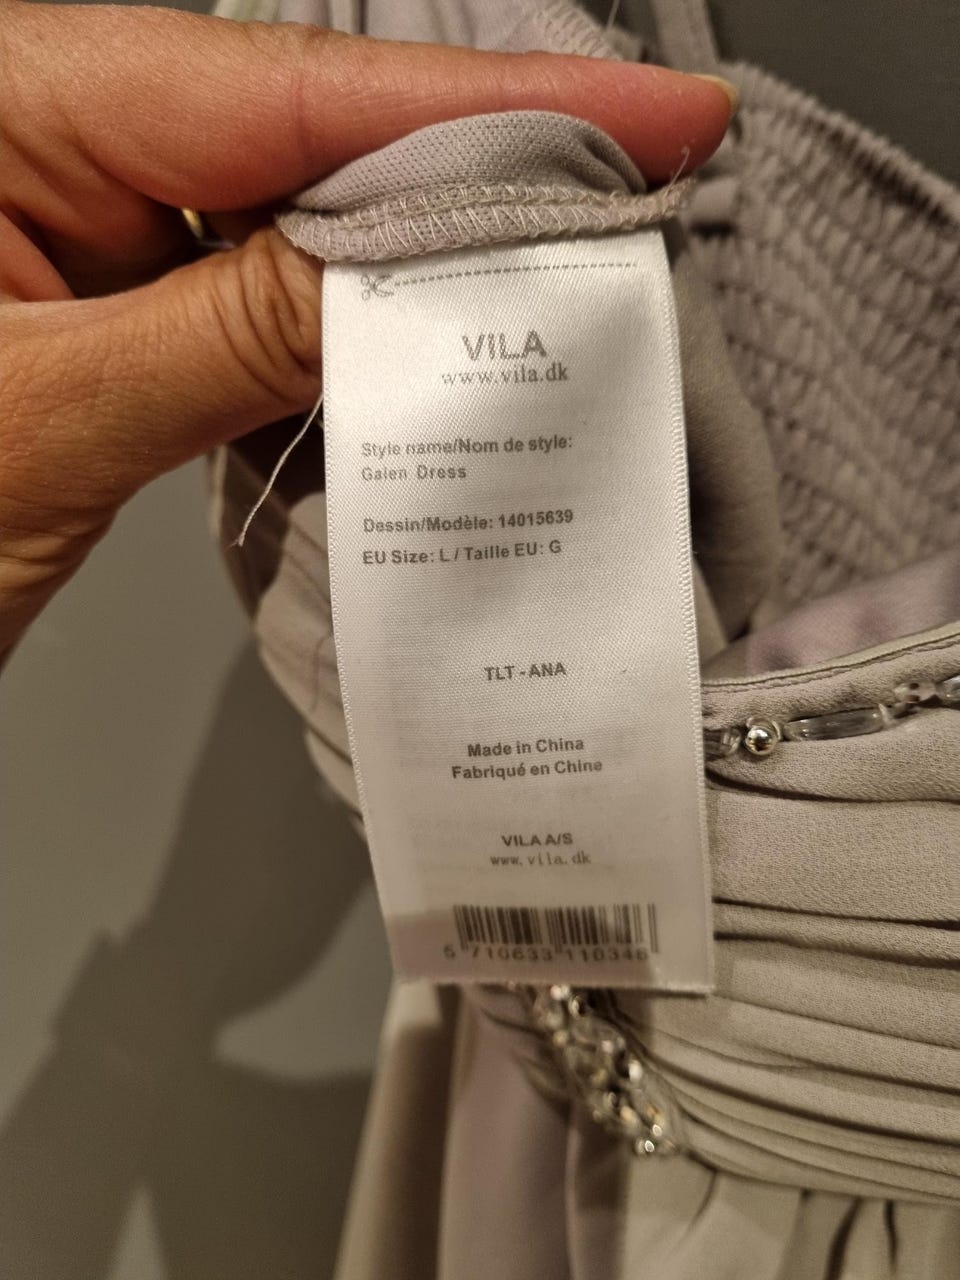 VILA
www.vila.dk
Style name/Nom de style:
Galen Dress
Dessin/Modèle: 14015639
EU Size: L / Taille EU: G
TLT - ANA
Made in China
Fabriqué en Chine
VILA A/S
www.vila.dk
5 710633 110346